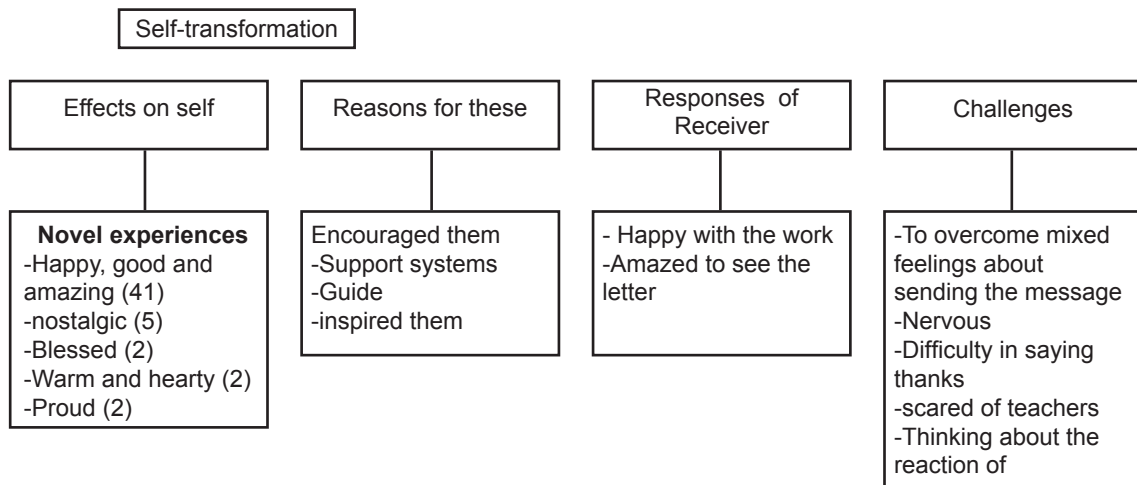 Self-transformation
Effects on self
Reasons for these
Responses of
Receiver
Challenges
Novel experiences
-Happy, good and
amazing (41)
-nostalgic (5)
-Blessed (2)
-Warm and hearty (2)
-Proud (2)
Encouraged them
-Support systems
-Guide
-inspired them
- Happy with the work
-Amazed to see the
letter
-To overcome mixed
feelings about
sending the message
-Nervous
-Difficulty in saying
thanks
-scared of teachers
-Thinking about the
reaction of